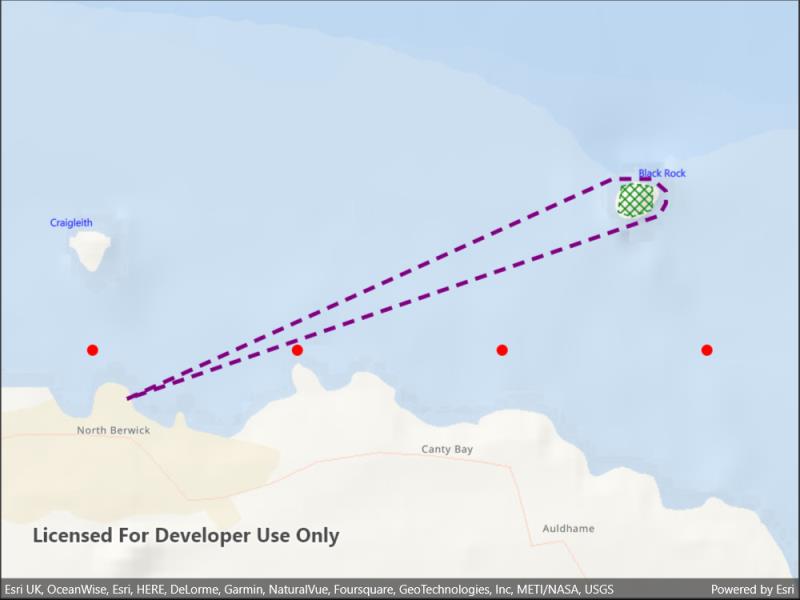 Black Rock
Craigleith
North Berwick
Canty Bay
Auldhame
Licensed For Developer Use Only
Esri UK, OceanWise, Esri, HERE, DeLorme, Garmin, NaturalVue, Foursquare, GeoTechnologies, Inc, METI/NASA, USGS Powered by Esri